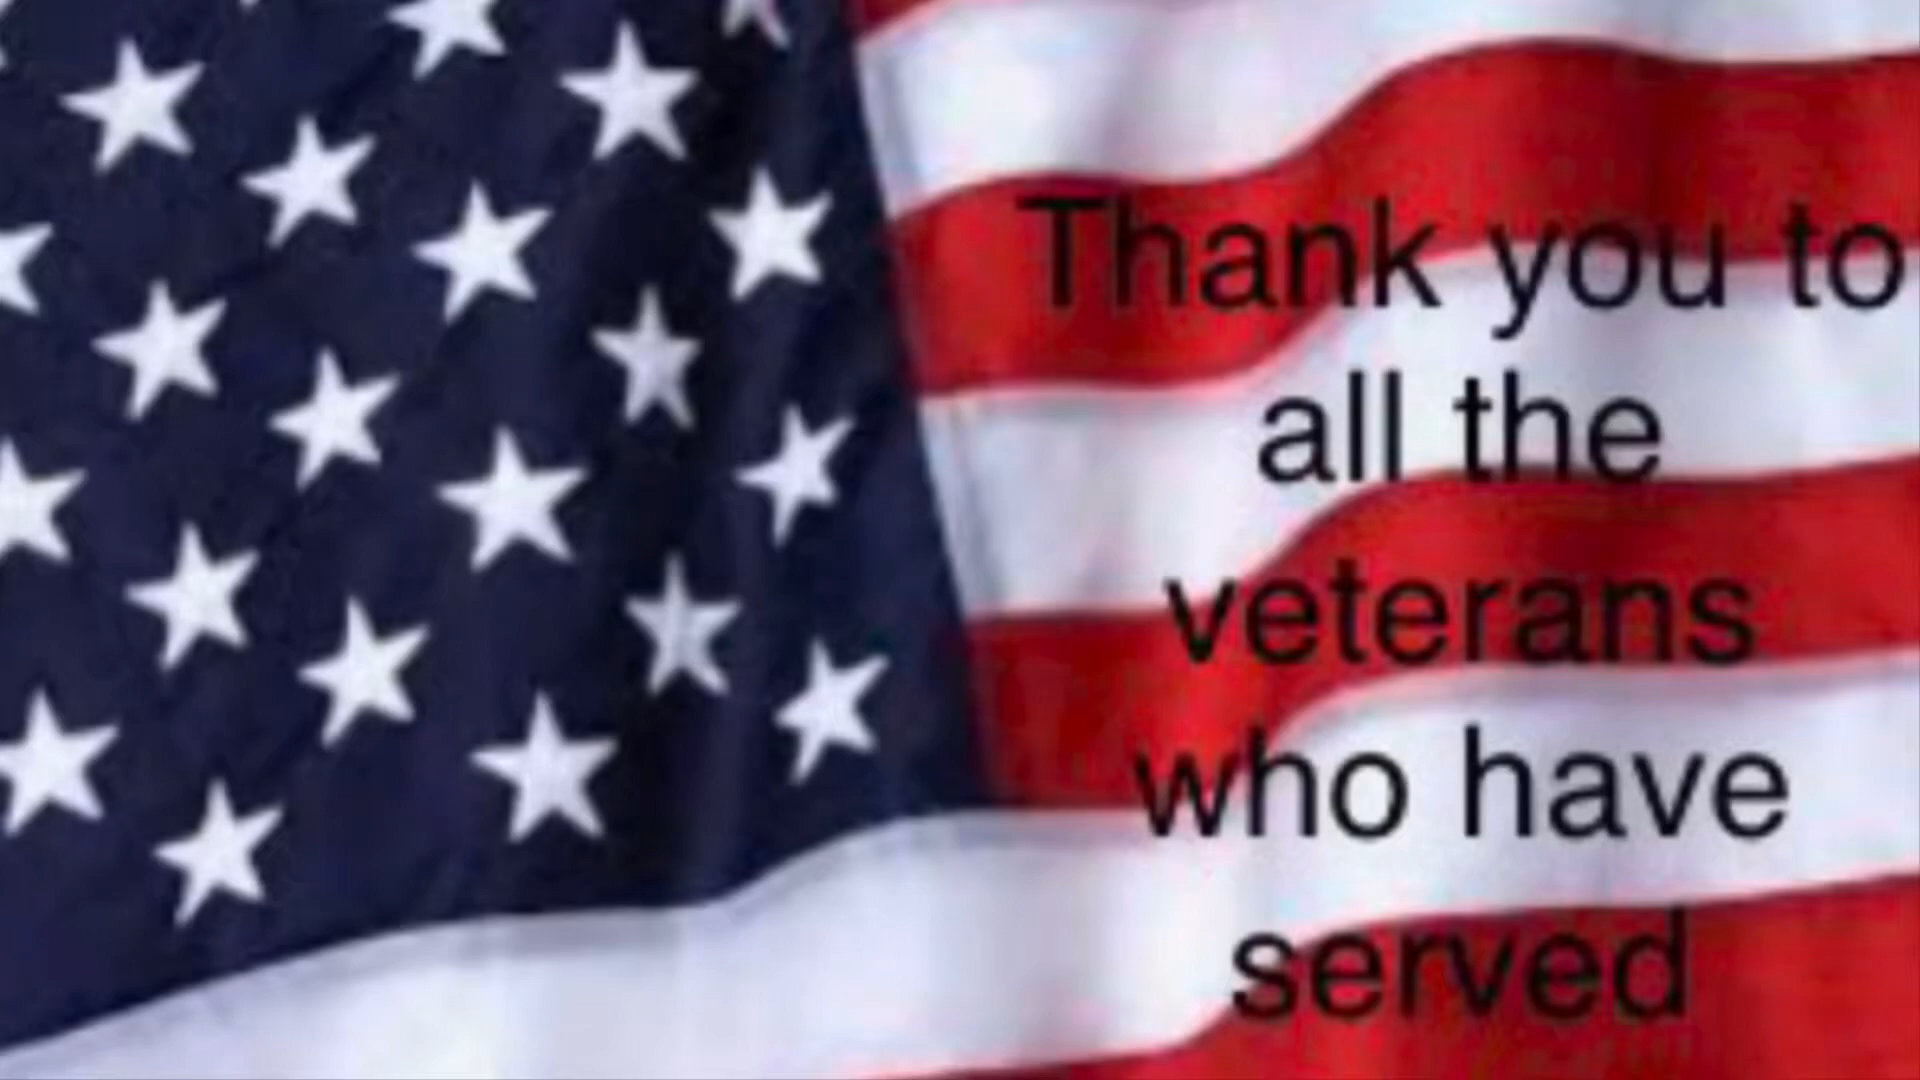 Thank you to
all the
veterans
who have
served